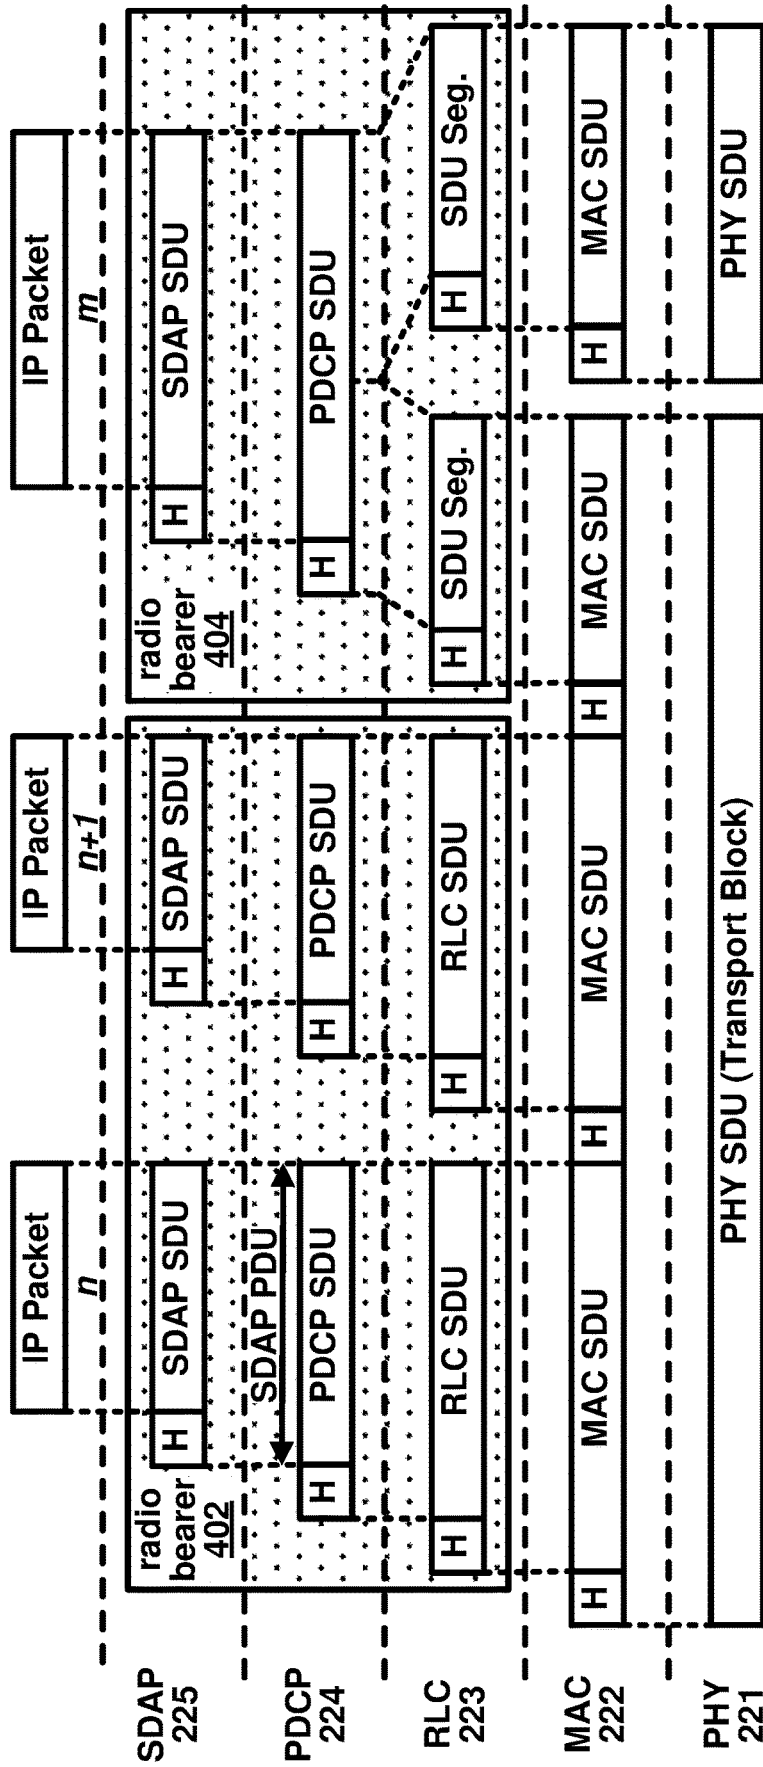 IP Packet
n
IP Packet
n+1
IP Packet
m
SDAP
225
radio
bearer
402
H
SDAP SDU
H
SDAP SDU
radio
bearer
404
H
SDAP SDU
SDAP PDU
PDCP
224
H
PDCP SDU
H
PDCP SDU
H
PDCP SDU
RLC
223
H
RLC SDU
H
RLC SDU
H
SDU Seg.
H
SDU Seg.
MAC
222
H
MAC SDU
H
MAC SDU
H
MAC SDU
H
MAC SDU
PHY
221
PHY SDU (Transport Block)
PHY SDU